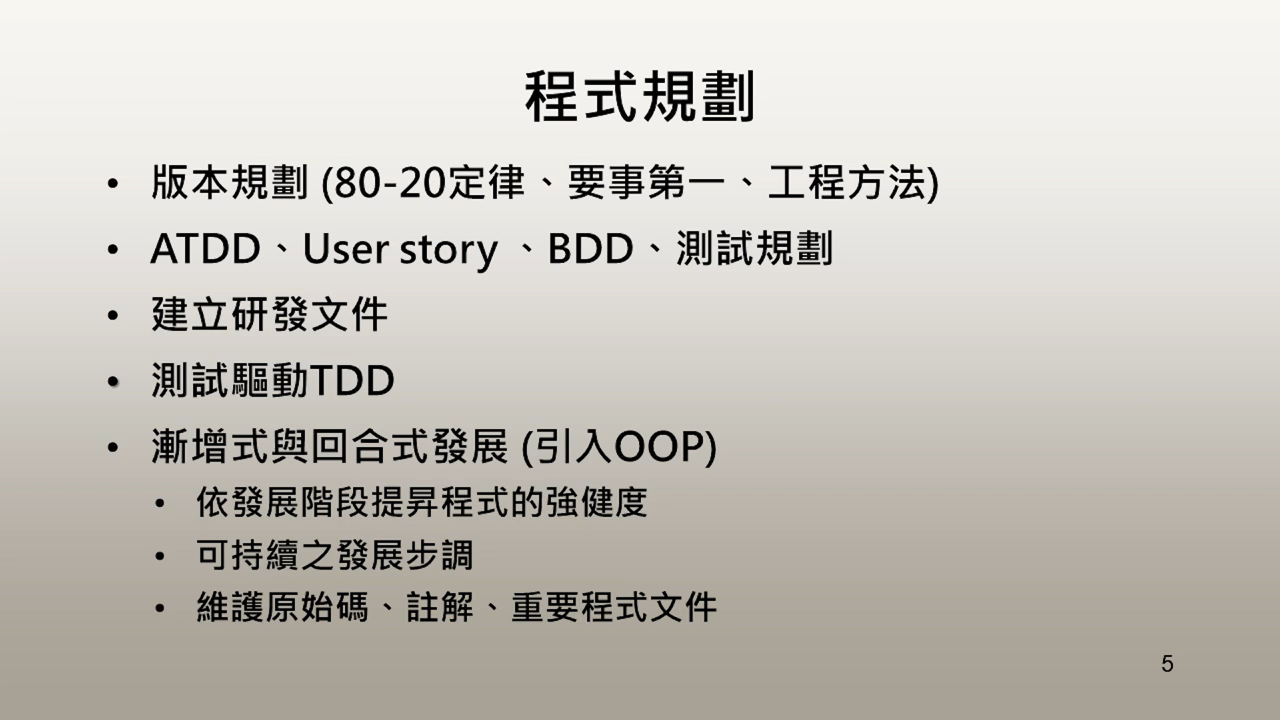 程式規劃
• 版本規劃 (80-20定律、要事第一、工程方法)
• ATDD、User story 、BDD、測試規劃
• 建立研發文件
• 測試驅動TDD
• 漸增式與回合式發展 (引入OOP)
• 依發展階段提昇程式的強健度
• 可持續之發展步調
• 維護原始碼、註解、重要程式文件
5